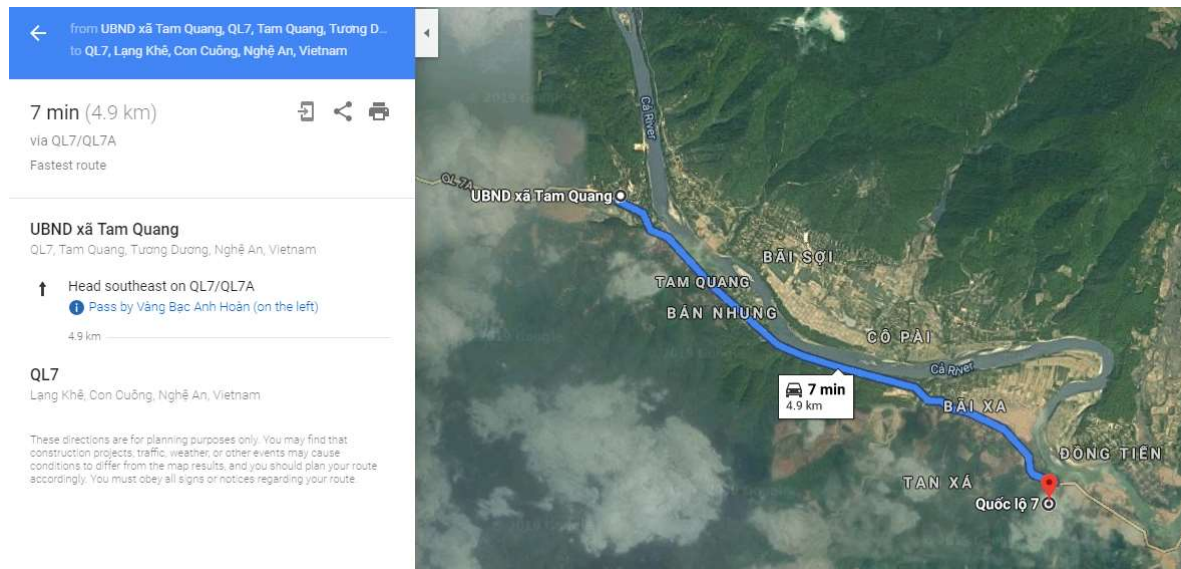 from UBND xã Tam Quang, QL7, Tam Quang, Tương D...
to QL7, Lạng Khê, Con Cuông, Nghệ An, Vietnam
7 min (4.9 km)
via QL7/QL7A
Fastest route
UBND xã Tam Quang
QL7, Tam Quang, Tương Dương, Nghệ An, Vietnam
Head southeast on QL7/QL7A
Pass by Vàng Bạc Anh Hoàn (on the left)
4.9 km
QL7
Lạng Khê, Con Cuông, Nghệ An, Vietnam
These directions are for planning purposes only. You may find that
construction projects, traffic, weather, or other events may cause
conditions to differ from the map results, and you should plan your route
accordingly. You must obey all signs or notices regarding your route.
Cả River
QL7A
UBND xã Tam Quang
BÃI SỢI
TAM QUANG
BẢN NHUNG
CÔ PÀI
Cả River
7 min
4.9 km
BÃI XA
ĐỒNG TIẾN
TAN XÁ
Quốc lộ 7